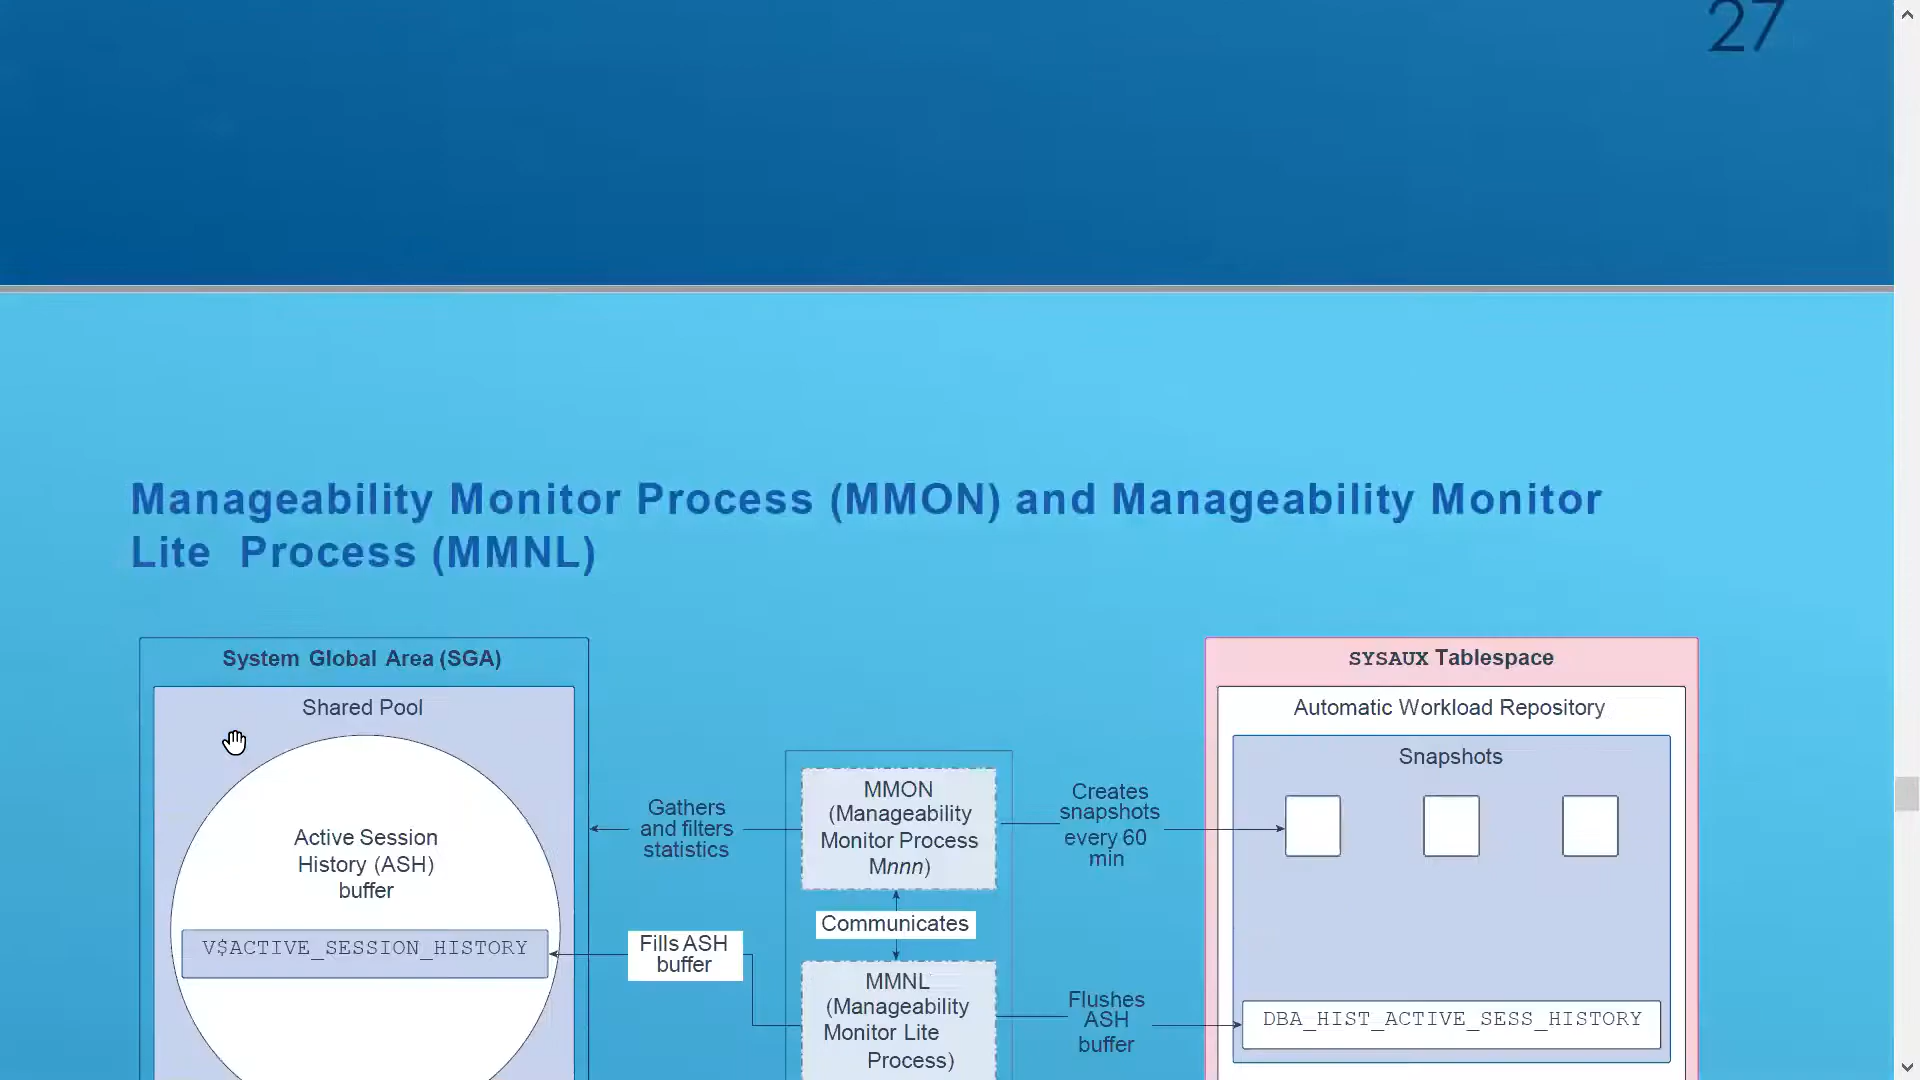 27
Manageability Monitor Process (MMON) and Manageability Monitor
Lite Process (MMNL)
System Global Area (SGA)
Shared Pool
Active Session
History (ASH)
buffer
V$ACTIVE_SESSION_HISTORY
Gathers
and filters
statistics
Fills ASH
buffer
MMON
(Manageability
Monitor Process
Mnnn)
Communicates
MMNL
(Manageability
Monitor Lite
Process)
Creates
snapshots
every 60
min
Flushes
ASH
buffer
SYSAUX Tablespace
Automatic Workload Repository
Snapshots
DBA_HIST_ACTIVE_SESS_HISTORY